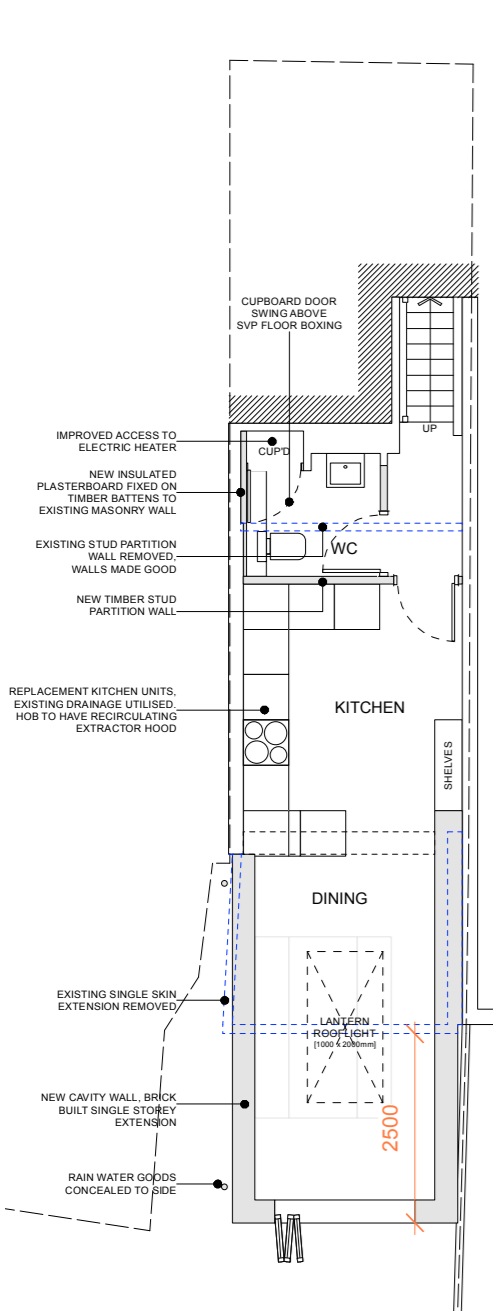 CUPBOARD DOOR
SWING ABOVE
SVP FLOOR BOXING
UP
IMPROVED ACCESS TO
ELECTRIC HEATER
CUP'D
NEW INSULATED
PLASTERBOARD FIXED ON
TIMBER BATTENS TO
EXISTING MASONRY WALL
EXISTING STUD PARTITION
WALL REMOVED,
WALLS MADE GOOD
WC
NEW TIMBER STUD
PARTITION WALL
REPLACEMENT KITCHEN UNITS,
EXISTING DRAINAGE UTILISED.
HOB TO HAVE RECIRCULATING
EXTRACTOR HOOD
KITCHEN
SHELVES
DINING
EXISTING SINGLE SKIN
EXTENSION REMOVED
LANTERN
ROOFLIGHT
[1000 x 2000mm]
2500
NEW CAVITY WALL, BRICK
BUILT SINGLE STOREY
EXTENSION
RAIN WATER GOODS
CONCEALED TO SIDE